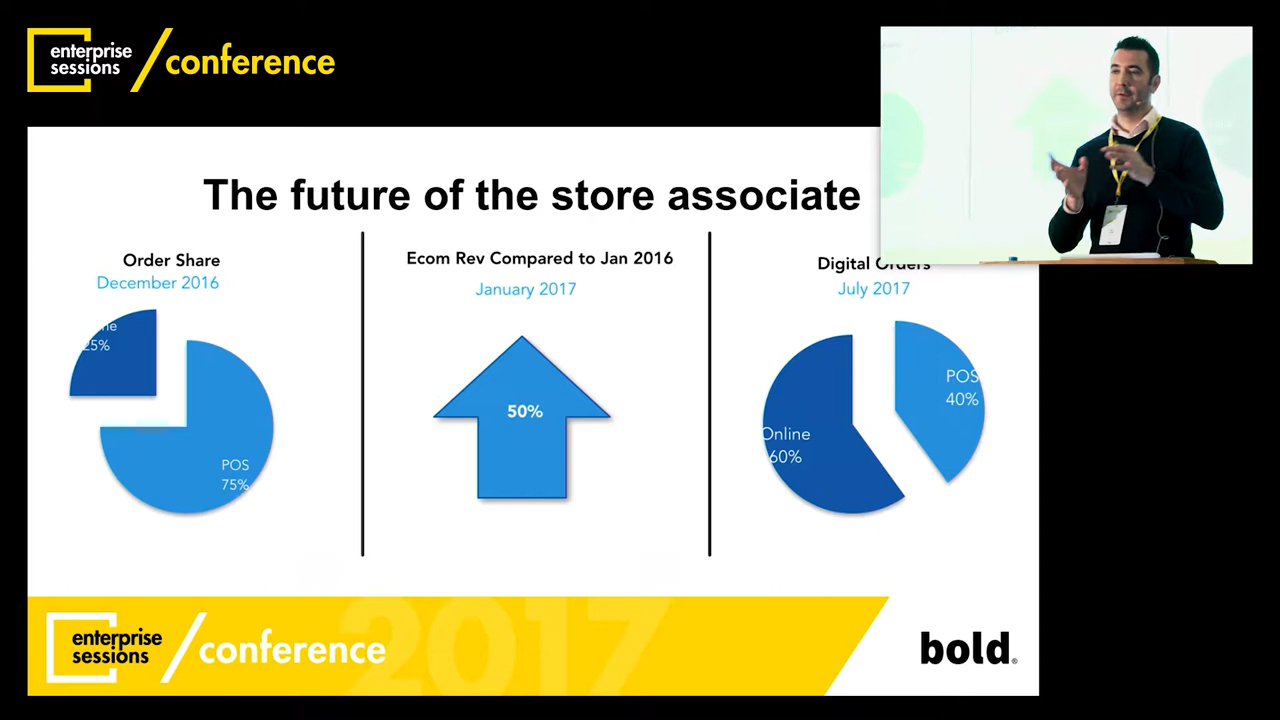 enterprise
sessions
conference
The future of the store associate
Order Share
December 2016
25%
POS
75%
Ecom Rev Compared to Jan 2016
January 2017
50%
Digital Orders
July 2017
Online
60%
POS
40%
2017
enterprise
sessions
conference
bold.